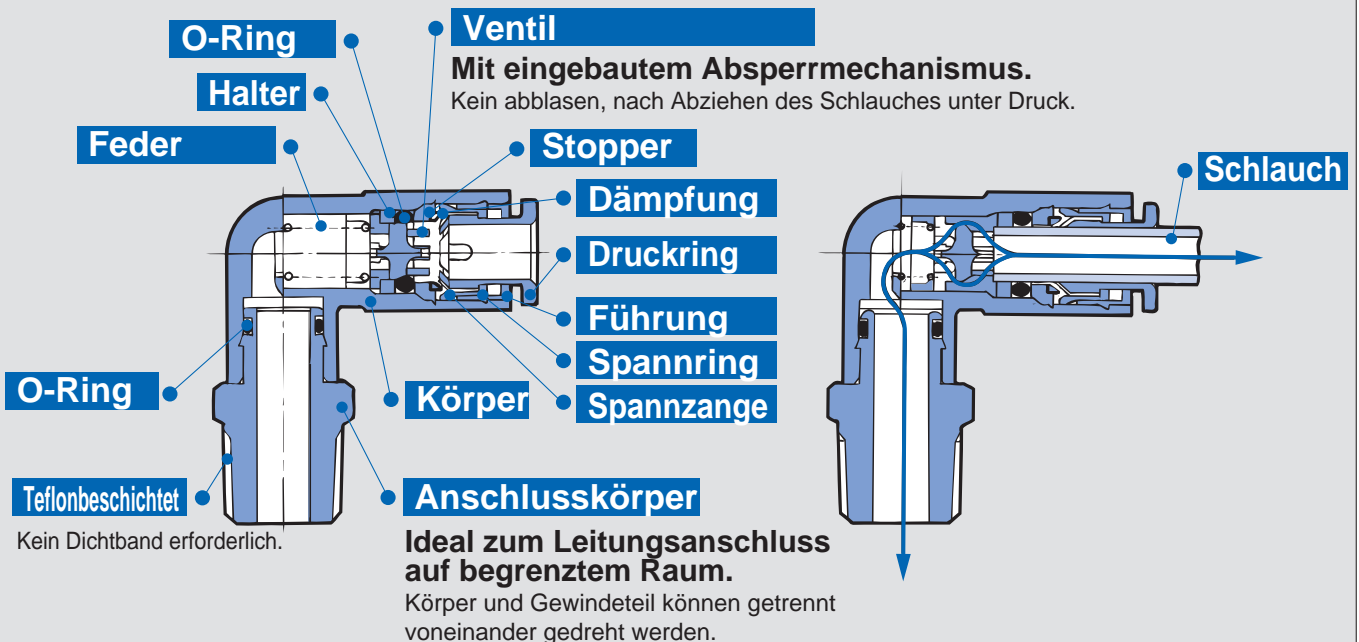 O-Ring
Ventil
Mit eingebautem Absperrmechanismus.
Kein abblasen, nach Abziehen des Schlauches unter Druck.
Halter
Feder
Stopper
Dämpfung
Druckring
Führung
Spannring
Spannzange
Schlauch
O-Ring
Körper
Teflonbeschichtet
Kein Dichtband erforderlich.
Anschlusskörper
Ideal zum Leitungsanschluss
auf begrenztem Raum.
Körper und Gewindeteil können getrennt
voneinander gedreht werden.